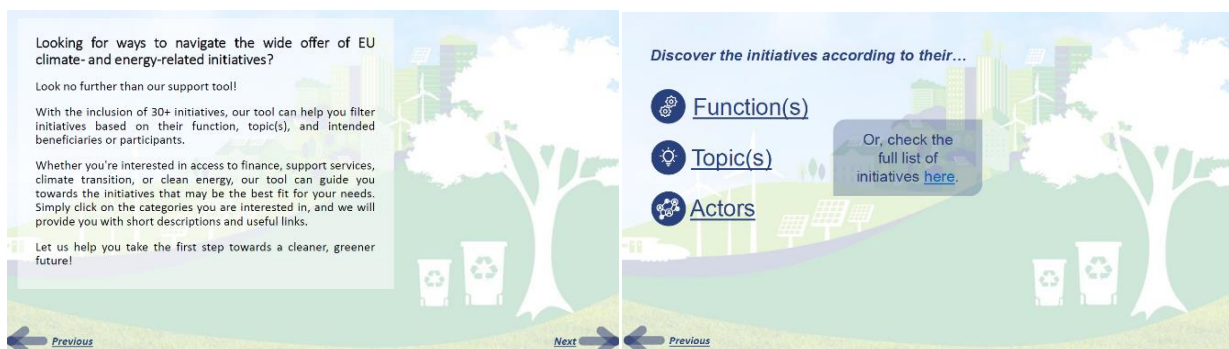 Looking for ways to navigate the wide offer of EU
climate- and energy-related initiatives?
Look no further than our support tool!
With the inclusion of 30+ initiatives, our tool can help you filter
initiatives based on their function, topic(s), and intended
beneficiaries or participants.
Whether you're interested in access to finance, support services,
climate transition, or clean energy, our tool can guide you
towards the initiatives that may be the best fit for your needs.
Simply click on the categories you are interested in, and we will
provide you with short descriptions and useful links.
Let us help you take the first step towards a cleaner, greener
future!
Previous
Next
Discover the initiatives according to their…
Function(s)
Topic(s)
Actors
Or, check the
full list of
initiatives here.
Previous